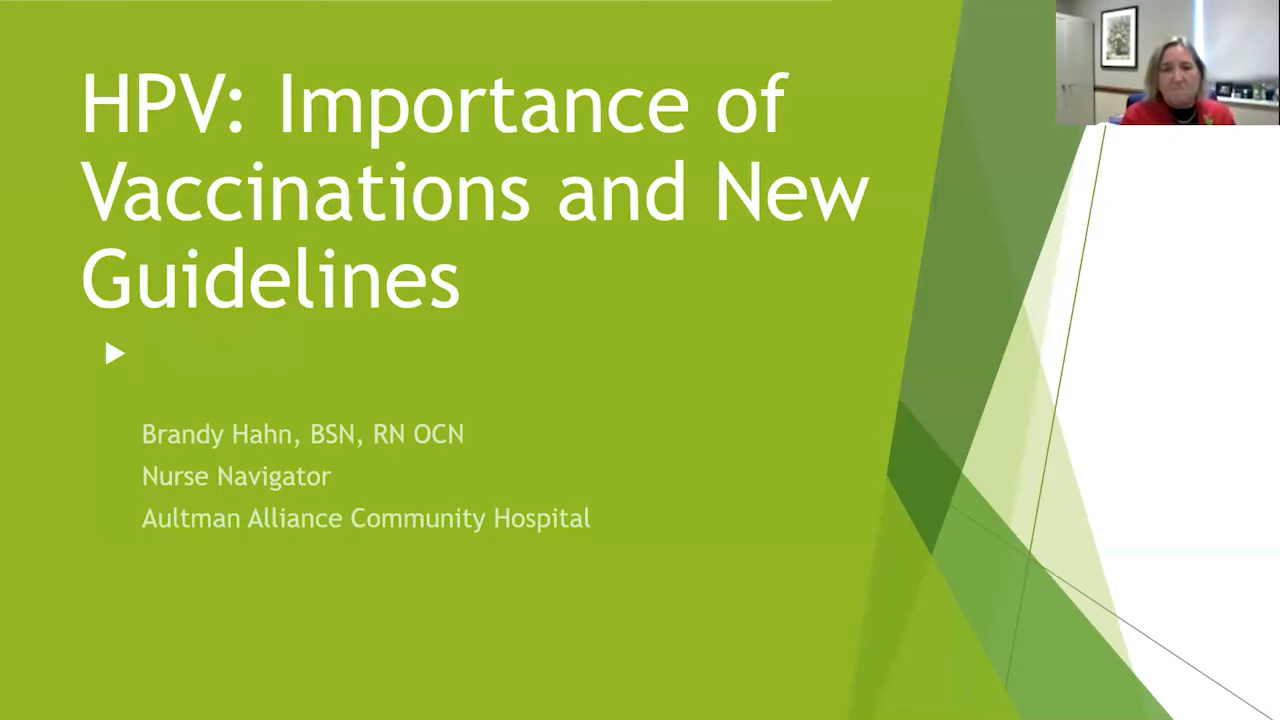 HPV: Importance of
Vaccinations and New
Guidelines
Brandy Hahn, BSN, RN OCN
Nurse Navigator
Aultman Alliance Community Hospital